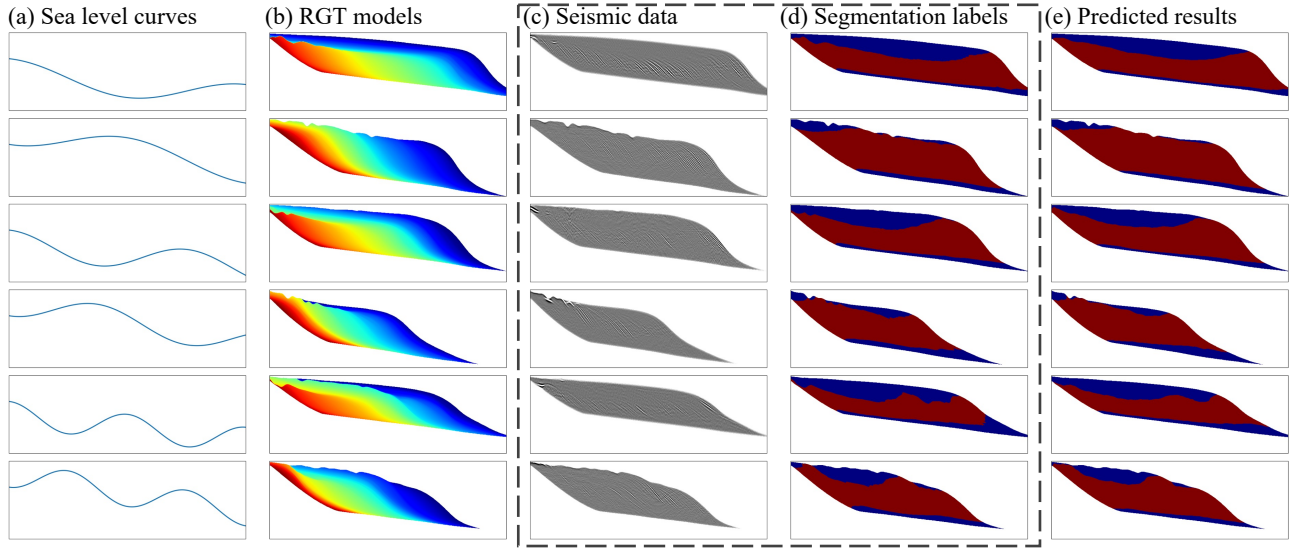 (a) Sea level curves (b) RGT models (c) Seismic data (d) Segmentation labels (e) Predicted results